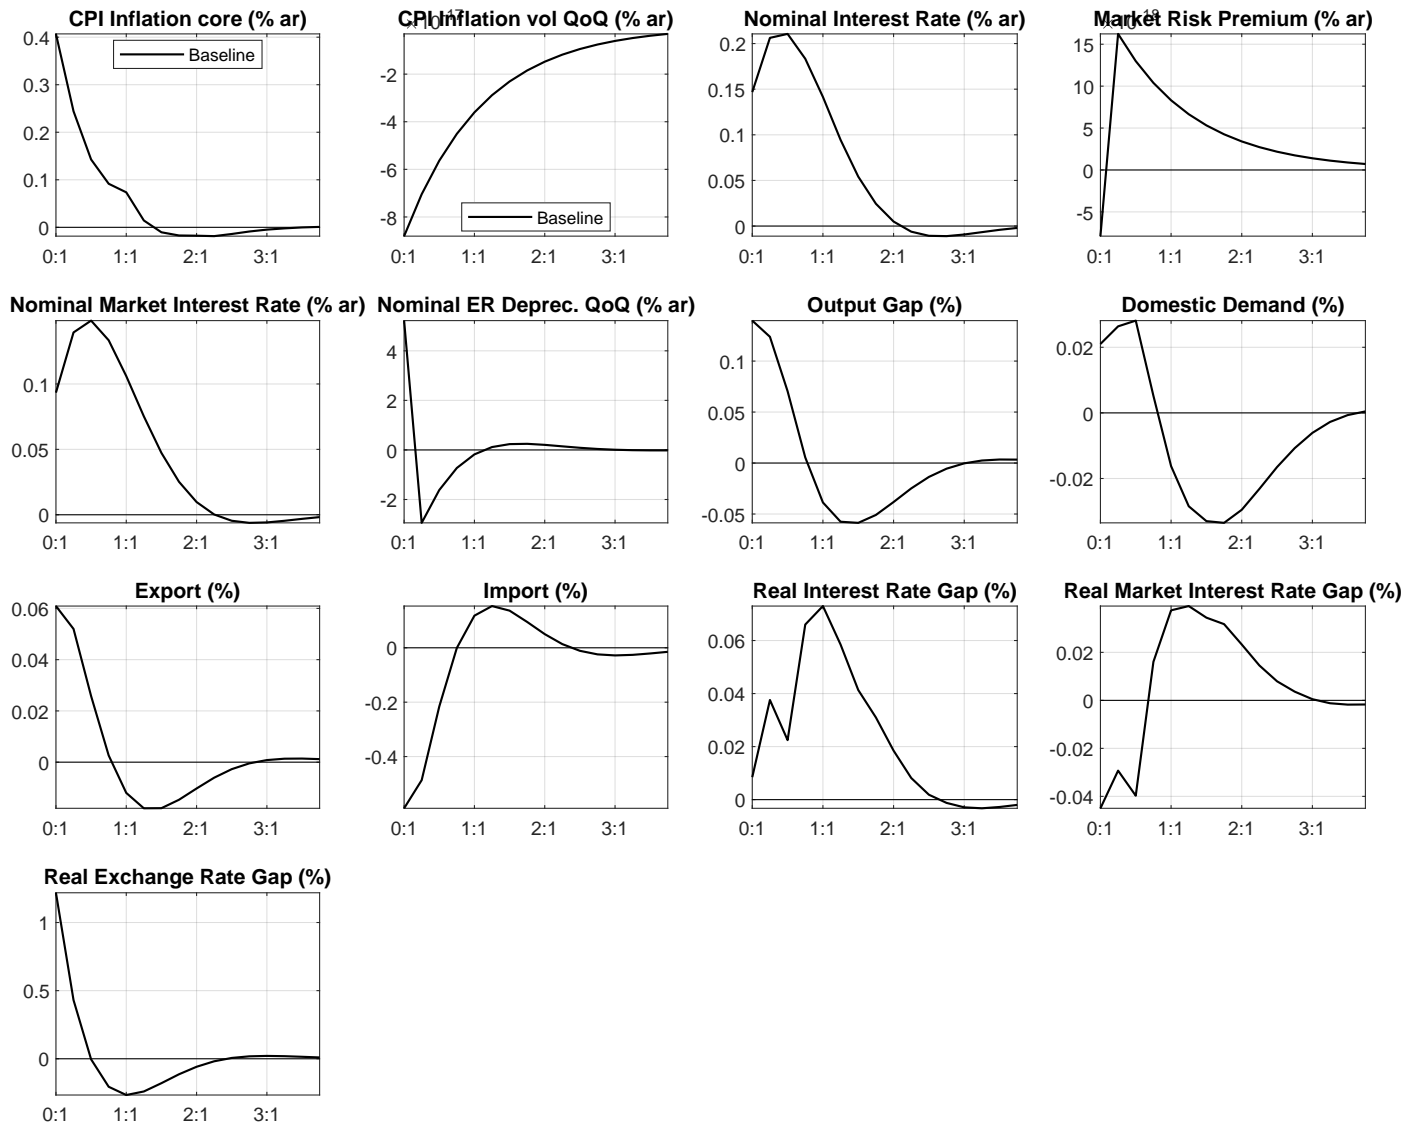 CPI Inflation core (% ar)
0.4
0.3
0.2
0.1
0
0:1 1:1 2:1 3:1
Baseline
CPI Inflation vol QoQ (% ar)
-2
-4
-6
-8
0:1 1:1 2:1 3:1
Baseline
Nominal Interest Rate (% ar)
0.2
0.15
0.1
0.05
0
0:1 1:1 2:1 3:1
Market Risk Premium (% ar)
15
10
5
0
-5
0:1 1:1 2:1 3:1
Nominal Market Interest Rate (% ar)
0.1
0.05
0
0:1 1:1 2:1 3:1
Nominal ER Deprec. QoQ (% ar)
4
2
0
-2
0:1 1:1 2:1 3:1
Output Gap (%)
0.1
0.05
0
-0.05
0:1 1:1 2:1 3:1
Domestic Demand (%)
0.02
0
-0.02
0:1 1:1 2:1 3:1
Export (%)
0.06
0.04
0.02
0
0:1 1:1 2:1 3:1
Import (%)
0
-0.2
-0.4
0:1 1:1 2:1 3:1
Real Interest Rate Gap (%)
0.06
0.04
0.02
0
0:1 1:1 2:1 3:1
Real Market Interest Rate Gap (%)
0.02
0
-0.02
-0.04
0:1 1:1 2:1 3:1
Real Exchange Rate Gap (%)
1
0.5
0
0:1 1:1 2:1 3:1